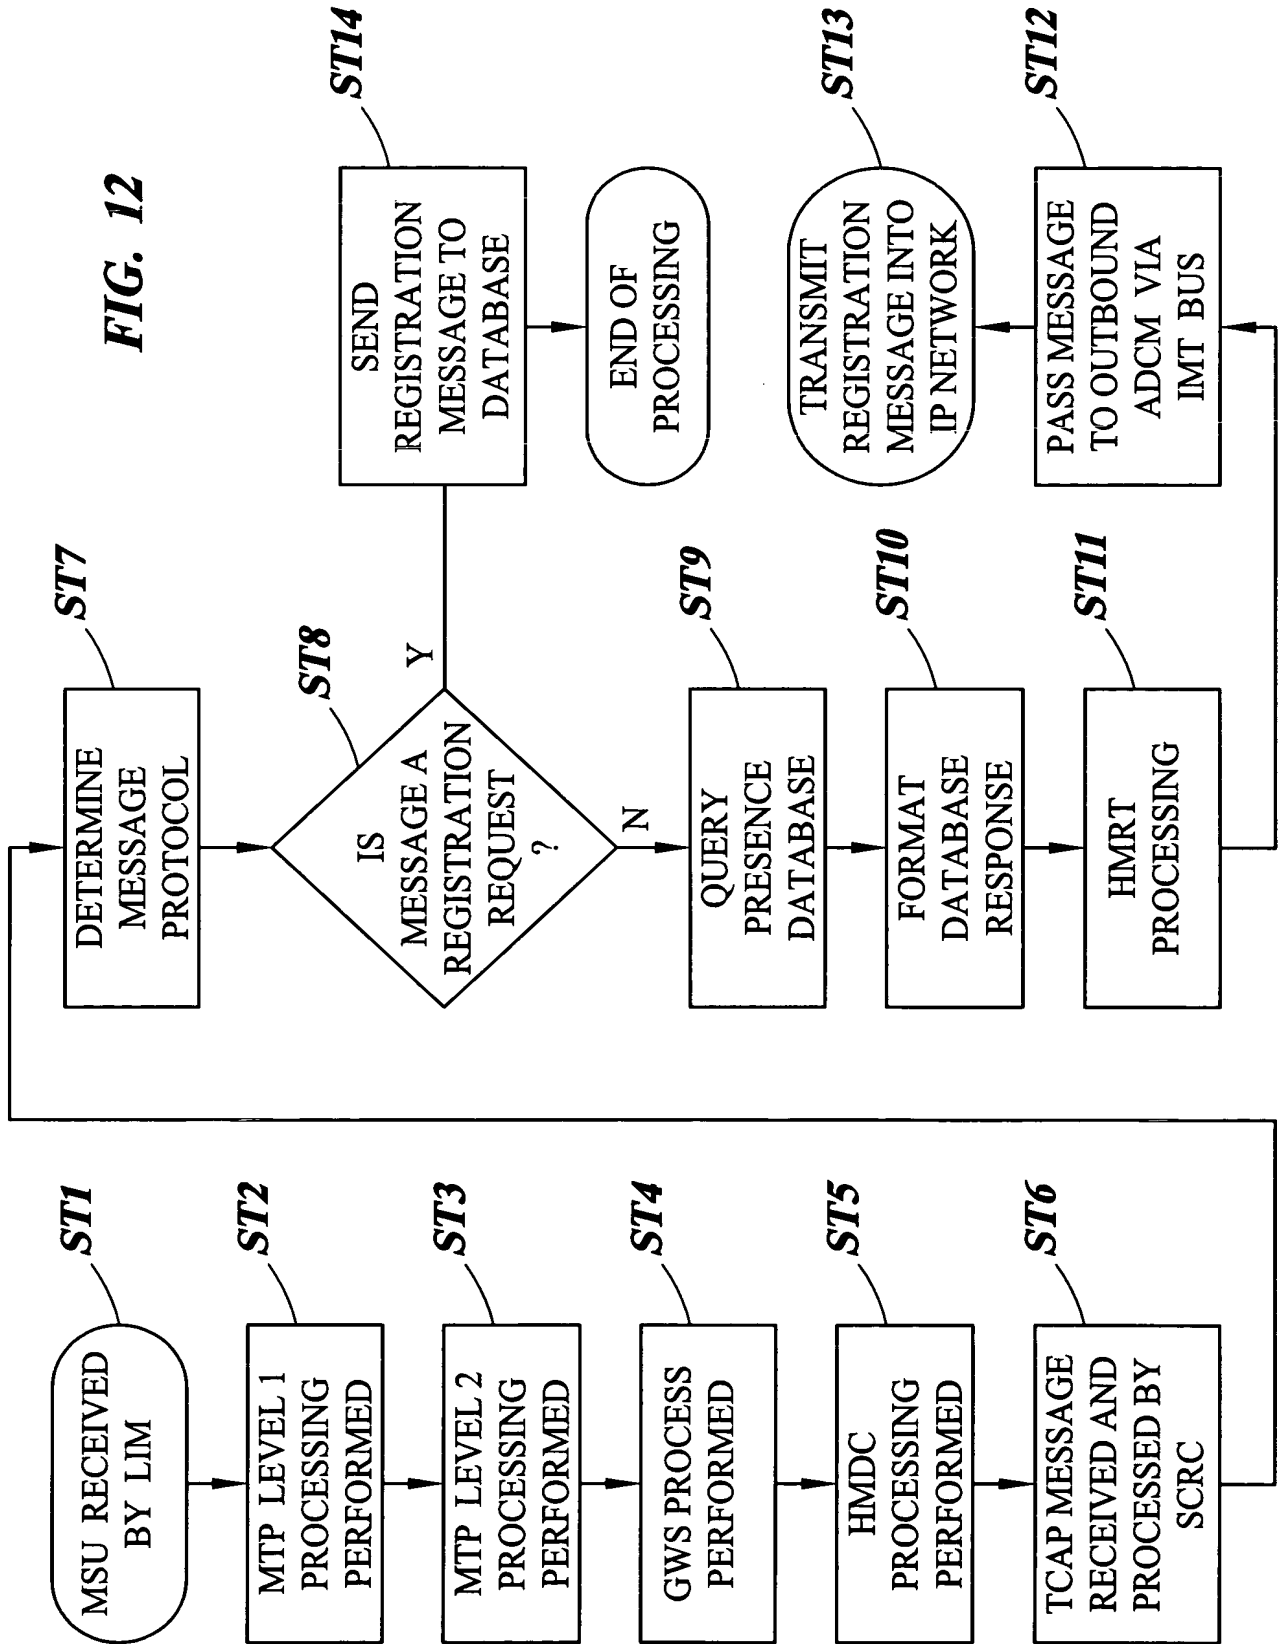 FIG. 12
ST1
MSU RECEIVED
BY LIM
ST2
MTP LEVEL 1
PROCESSING
PERFORMED
ST3
MTP LEVEL 2
PROCESSING
PERFORMED
ST4
GWS PROCESS
PERFORMED
ST5
HMDC
PROCESSING
PERFORMED
ST6
TCAP MESSAGE
RECEIVED AND
PROCESSED BY
SCRC
ST7
DETERMINE
MESSAGE
PROTOCOL
ST8
IS
MESSAGE A
REGISTRATION
REQUEST
?
Y
N
ST9
QUERY
PRESENCE
DATABASE
ST10
FORMAT
DATABASE
RESPONSE
ST11
HMRT
PROCESSING
ST14
SEND
REGISTRATION
MESSAGE TO
DATABASE
END OF
PROCESSING
ST13
TRANSMIT
REGISTRATION
MESSAGE INTO
IP NETWORK
ST12
PASS MESSAGE
TO OUTBOUND
ADCM VIA
IMT BUS